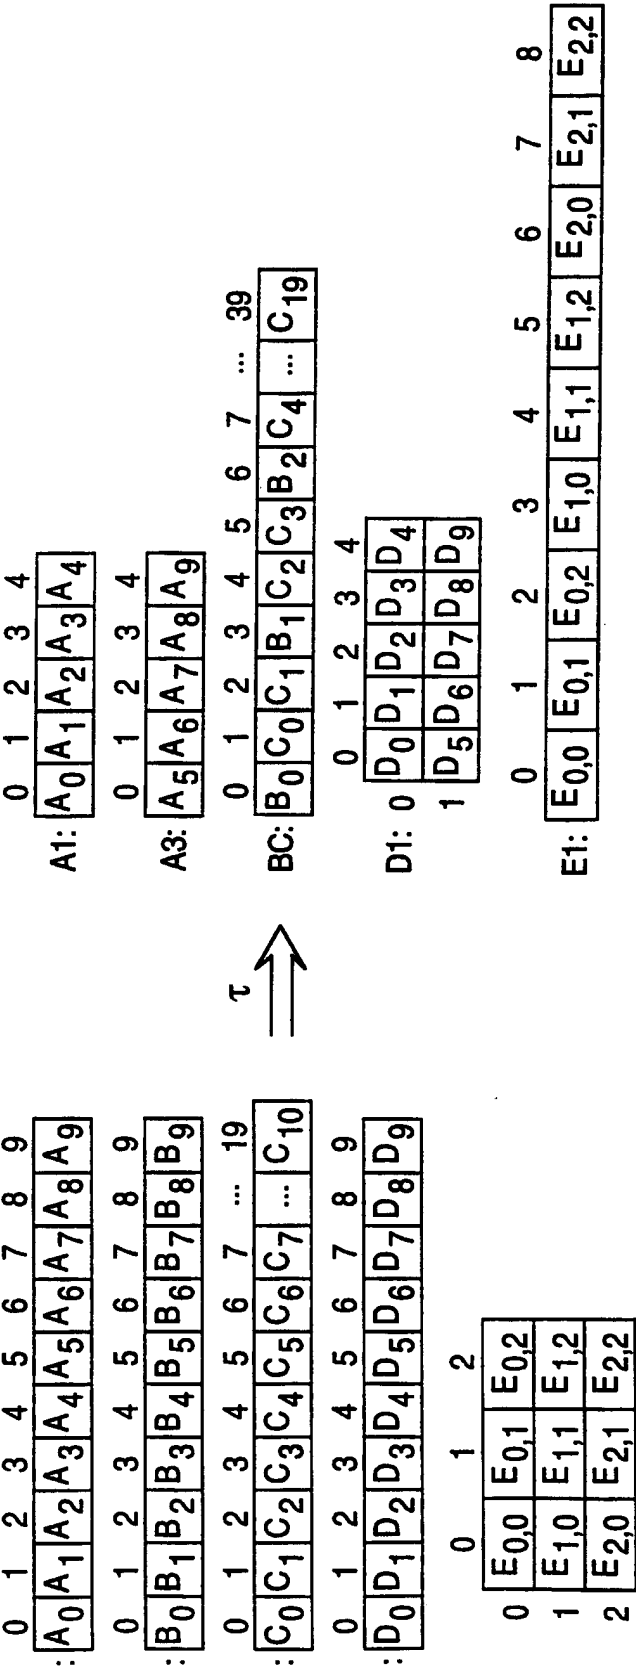 0 1 2 3 4 5 6 7 8 9
: A0 A1 A2 A3 A4 A5 A6 A7 A8 A9
0 1 2 3 4 5 6 7 8 9
: B0 B1 B2 B3 B4 B5 B6 B7 B8 B9
0 1 2 3 4 5 6 7 ... 19
: C0 C1 C2 C3 C4 C5 C6 C7 ... C10
0 1 2 3 4 5 6 7 8 9
: D0 D1 D2 D3 D4 D5 D6 D7 D8 D9
0 1 2
0 E0,0 E0,1 E0,2
1 E1,0 E1,1 E1,2
2 E2,0 E2,1 E2,2
τ
0 1 2 3 4
A1: A0 A1 A2 A3 A4
0 1 2 3 4
A3: A5 A6 A7 A8 A9
0 1 2 3 4 5 6 7 ... 39
BC: B0 C0 C1 B1 C2 C3 B2 C4 ... C19
0 1 2 3 4
D1: 0 D0 D1 D2 D3 D4
1 D5 D6 D7 D8 D9
0 1 2 3 4 5 6 7 8
E1: E0,0 E0,1 E0,2 E1,0 E1,1 E1,2 E2,0 E2,1 E2,2